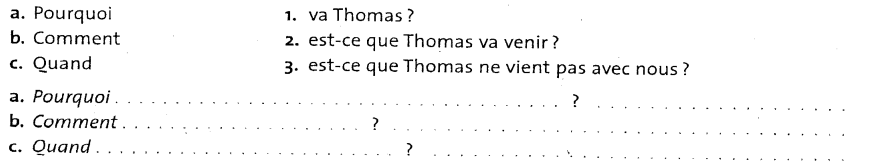 a. Pourquoi 1. va Thomas ?
b. Comment 2. est-ce que Thomas va venir ?
c. Quand 3. est-ce que Thomas ne vient pas avec nous ?
a. Pourquoi . . . . . . . . . . . . . . . . . . . . . . . . . . . . . . . . . . . . . . ? . . . . . . . . . . . . . . . . . . . . .
b. Comment . . . . . . . . . . . . . . . . . . . . ? . . . . . . . . . . . . . . . . . . . . . . . . . . . . . . . . . . . . . .
c. Quand . . . . . . . . . . . . . . . . . . . . . . . . . ? . . . . . . . . . . . . . . . . . . . . . . . . . . . . . . . . . . .